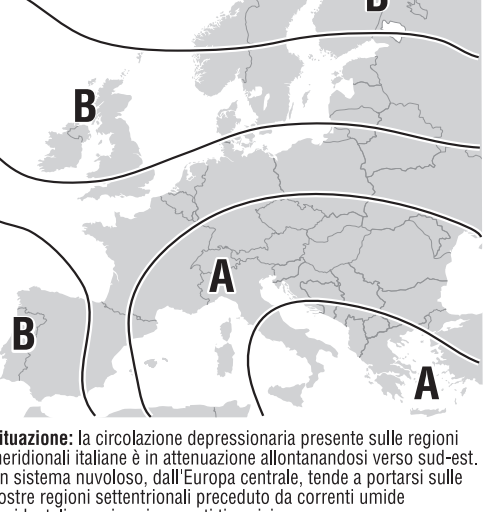 B
B
A
B
A
ituazione: la circolazione depressionaria presente sulle regioni
neridionali italiane è in attenuazione allontanandosi verso sud-est.
n sistema nuvoloso, dall'Europa centrale, tende a portarsi sulle
ostre regioni settentrionali preceduto da correnti umide